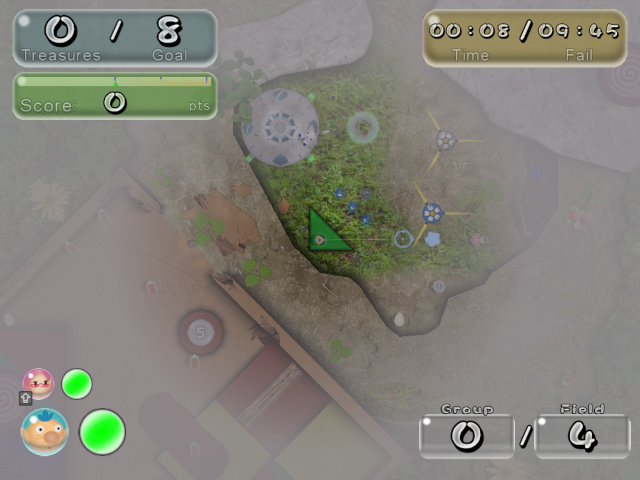 0 / 8
Treasures Goal
Score: 0 pts
00:08/09:45
Time Fail
5
Group Field
0 / 4